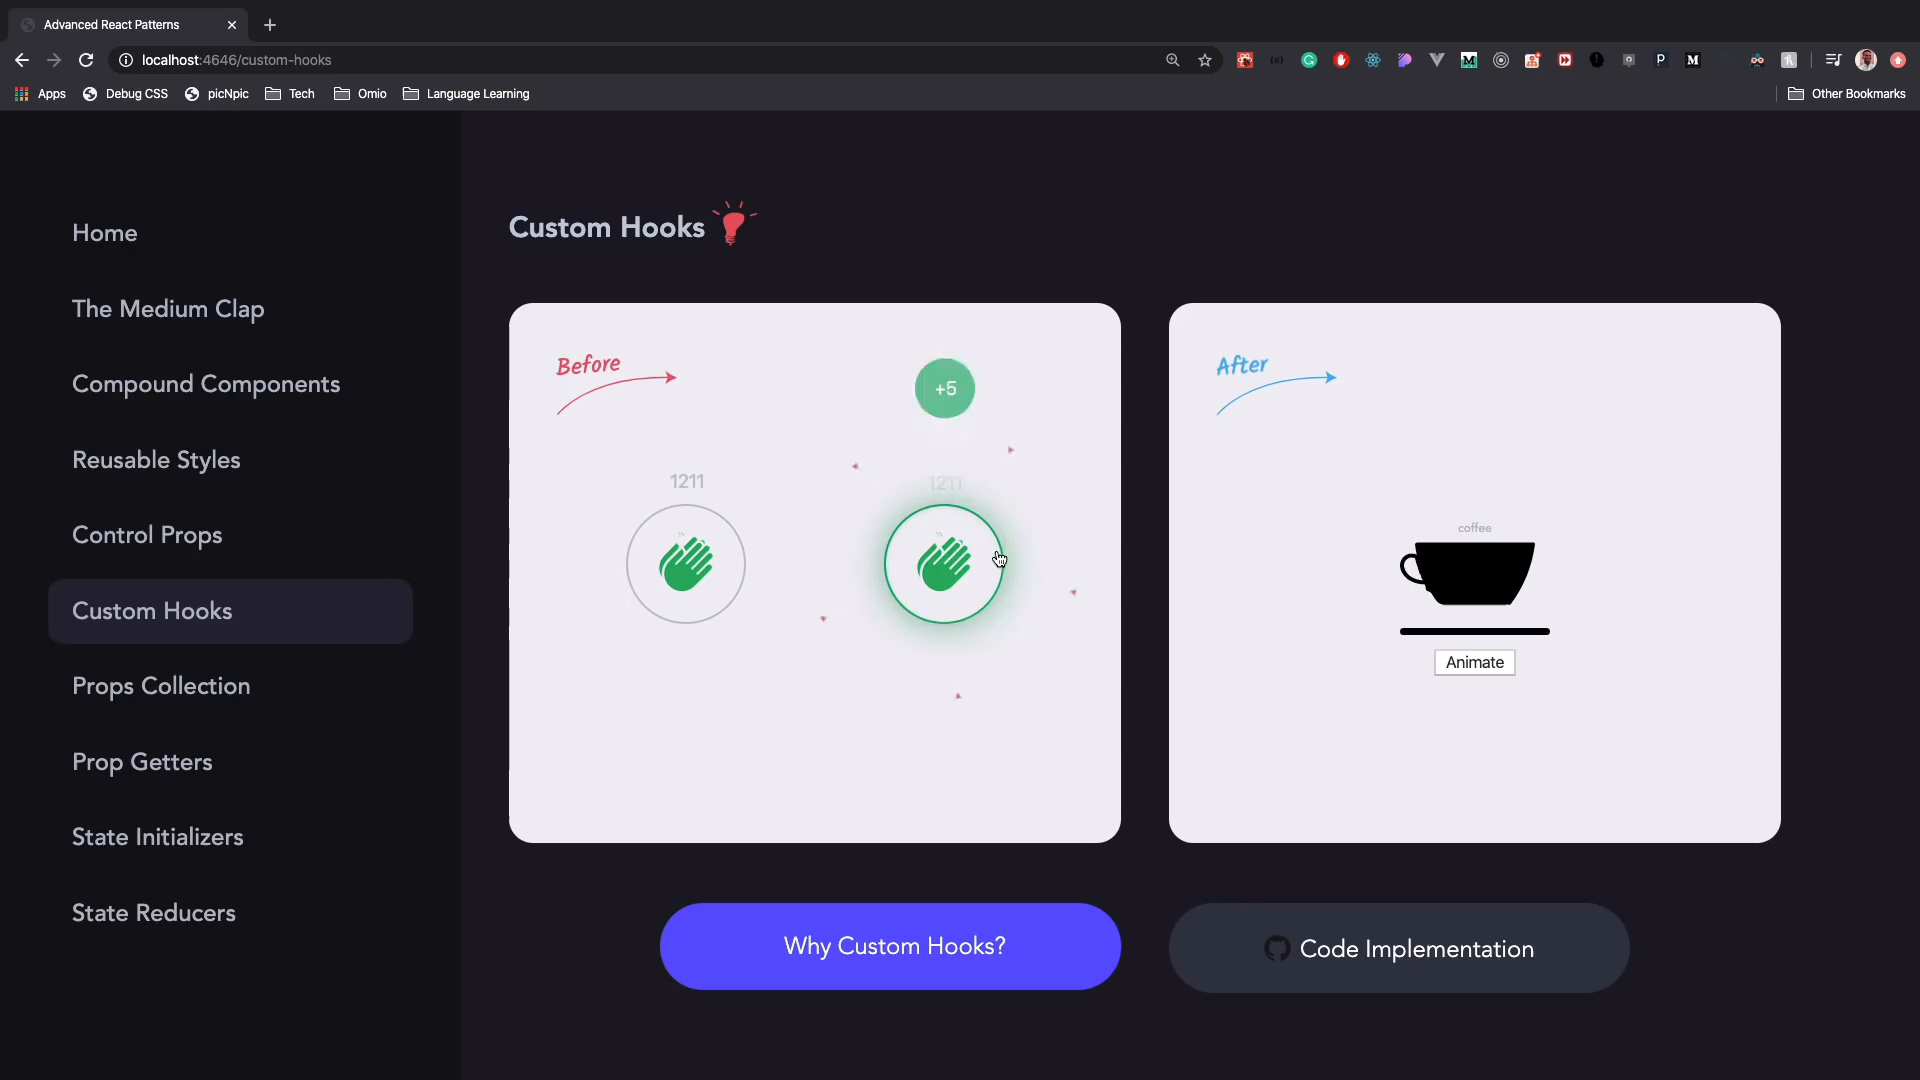 Advanced React Patterns
localhost:4646/custom-hooks
Apps
Debug CSS
picNpic
Tech
Omio
Language Learning
Other Bookmarks
Home
The Medium Clap
Compound Components
Reusable Styles
Control Props
Custom Hooks
Props Collection
Prop Getters
State Initializers
State Reducers
Custom Hooks
Before
+5
1211
1211
After
coffee
Animate
Why Custom Hooks?
Code Implementation